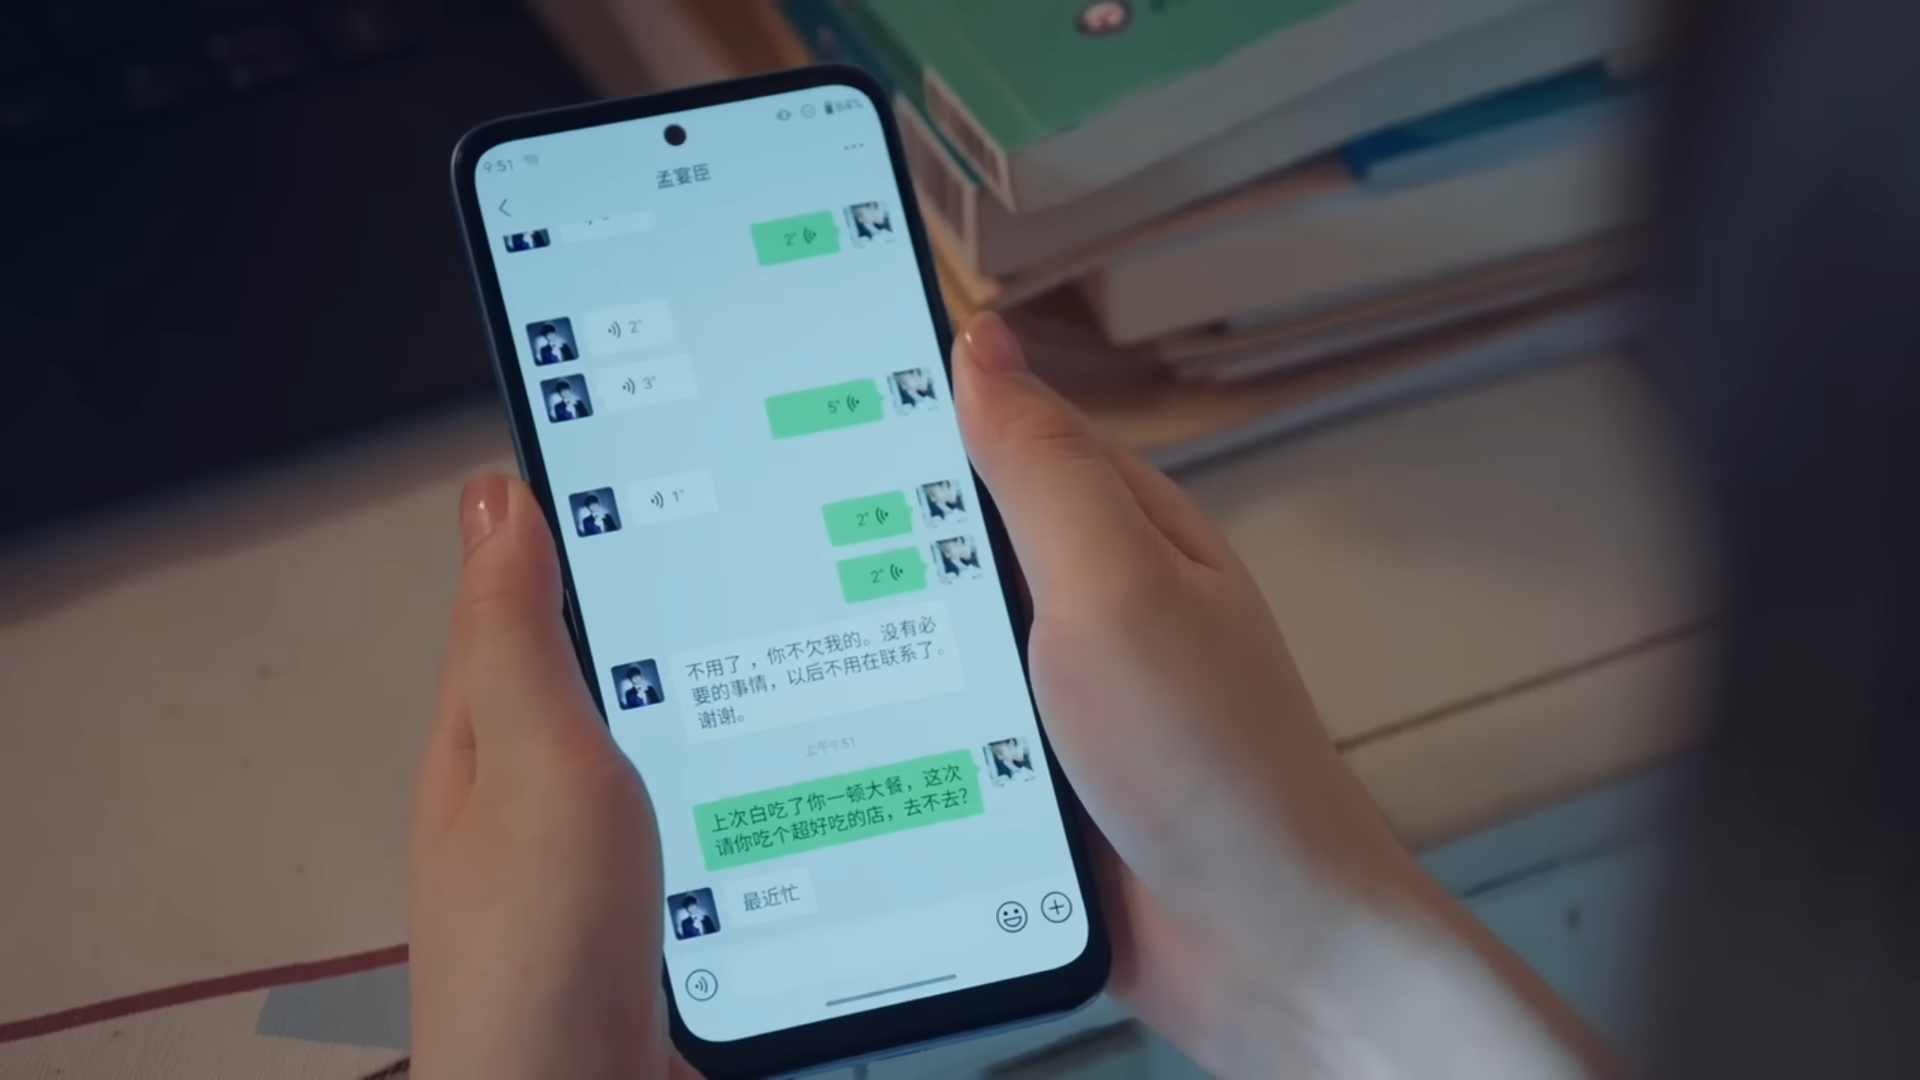 9:51
84%
孟宴臣
2"
2"
3"
5"
1"
2"
2"
不用了，你不欠我的。没有必
要的事情，以后不用在联系了。
谢谢。
上午9:51
上次白吃了你一顿大餐，这次
请你吃个超好吃的店，去不去？
最近忙